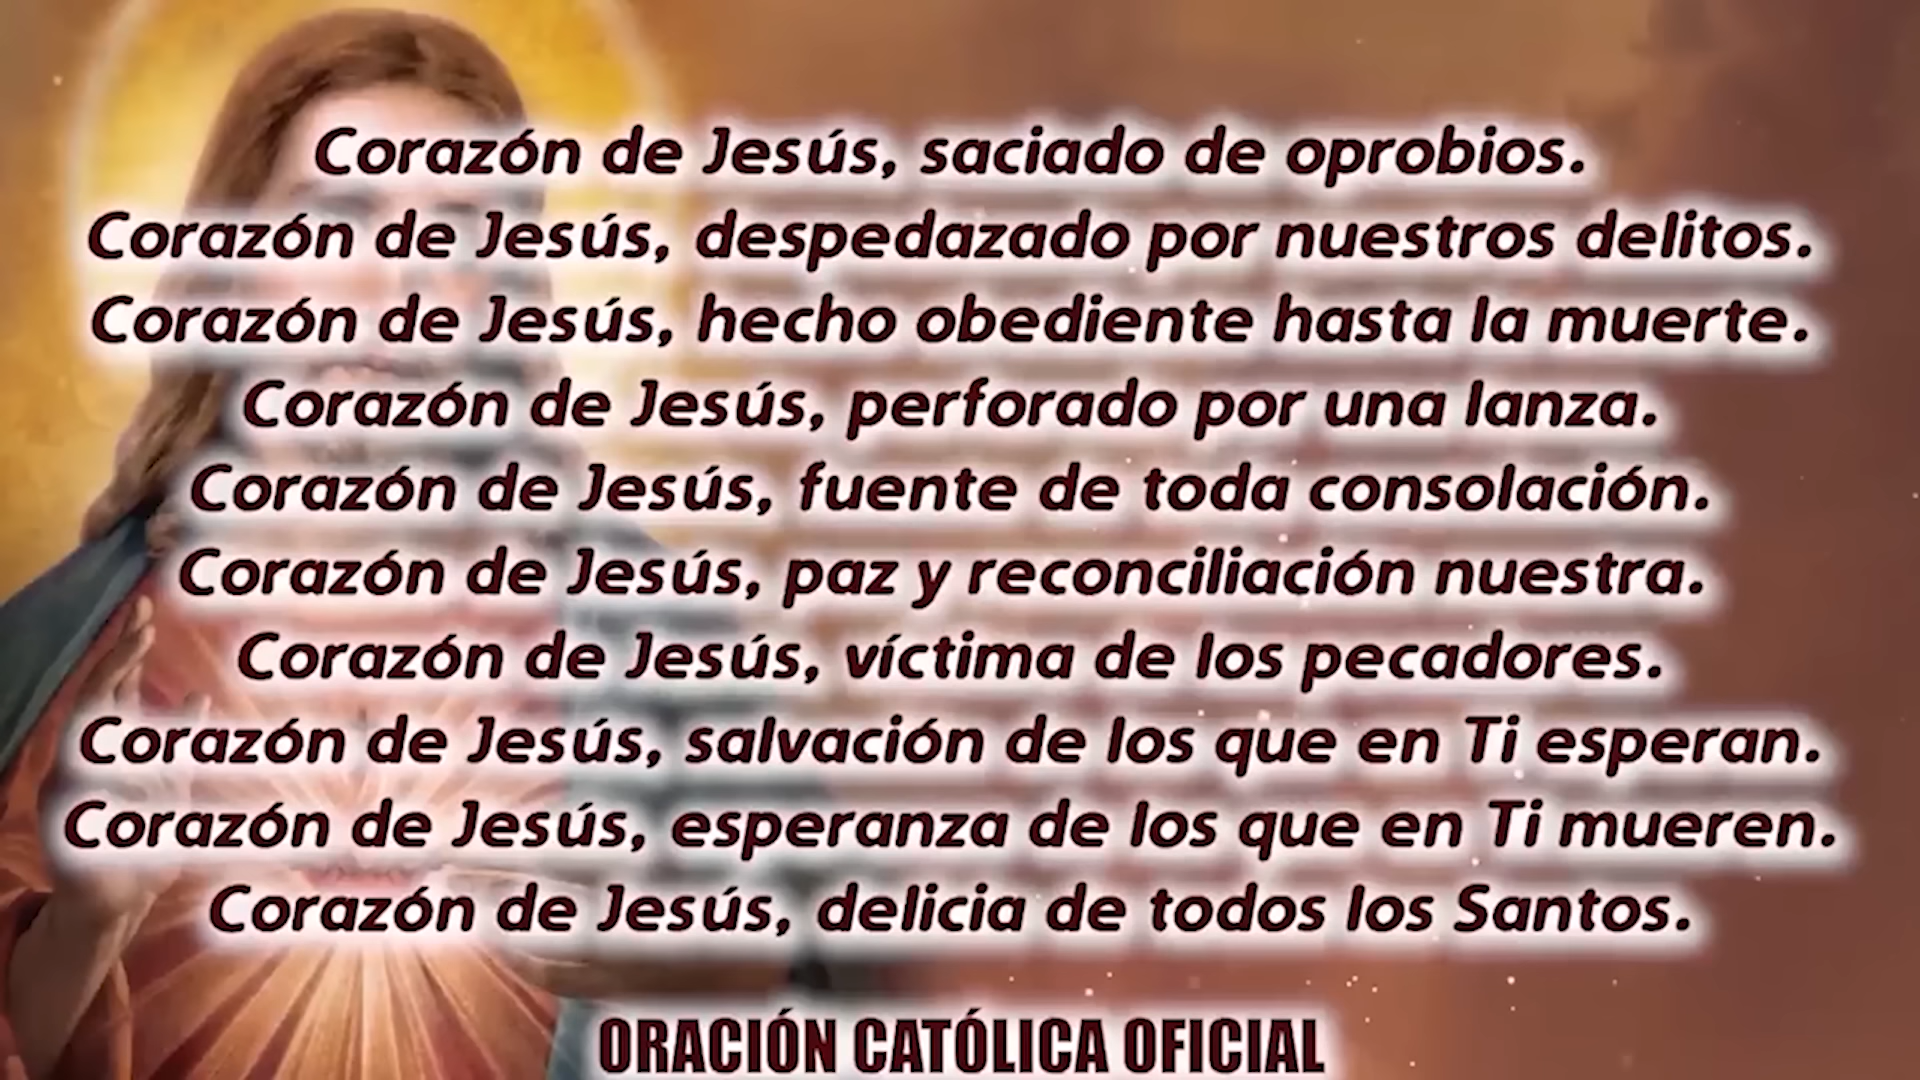 Corazón de Jesús, saciado de oprobios.
Corazón de Jesús, despedazado por nuestros delitos.
Corazón de Jesús, hecho obediente hasta la muerte.
Corazón de Jesús, perforado por una lanza.
Corazón de Jesús, fuente de toda consolación.
Corazón de Jesús, paz y reconciliación nuestra.
Corazón de Jesús, víctima de los pecadores.
Corazón de Jesús, salvación de los que en Ti esperan.
Corazón de Jesús, esperanza de los que en Ti mueren.
Corazón de Jesús, delicia de todos los Santos.
ORACIÓN CATÓLICA OFICIAL